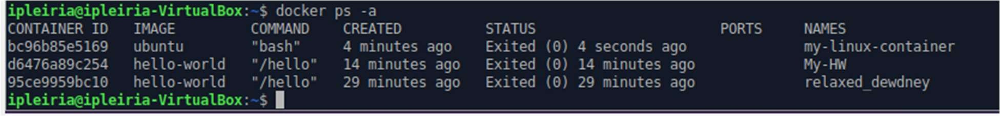 ipleiria@ipleiria-VirtualBox:~$ docker ps -a
CONTAINER ID   IMAGE         COMMAND    CREATED          STATUS                      PORTS     NAMES
bc96b85e5169   ubuntu        "bash"     4 minutes ago    Exited (0) 4 seconds ago              my-linux-container
d6476a89c254   hello-world   "/hello"   14 minutes ago   Exited (0) 14 minutes ago             My-HW
95ce9959bc10   hello-world   "/hello"   29 minutes ago   Exited (0) 29 minutes ago             relaxed_dewdney
ipleiria@ipleiria-VirtualBox:~$